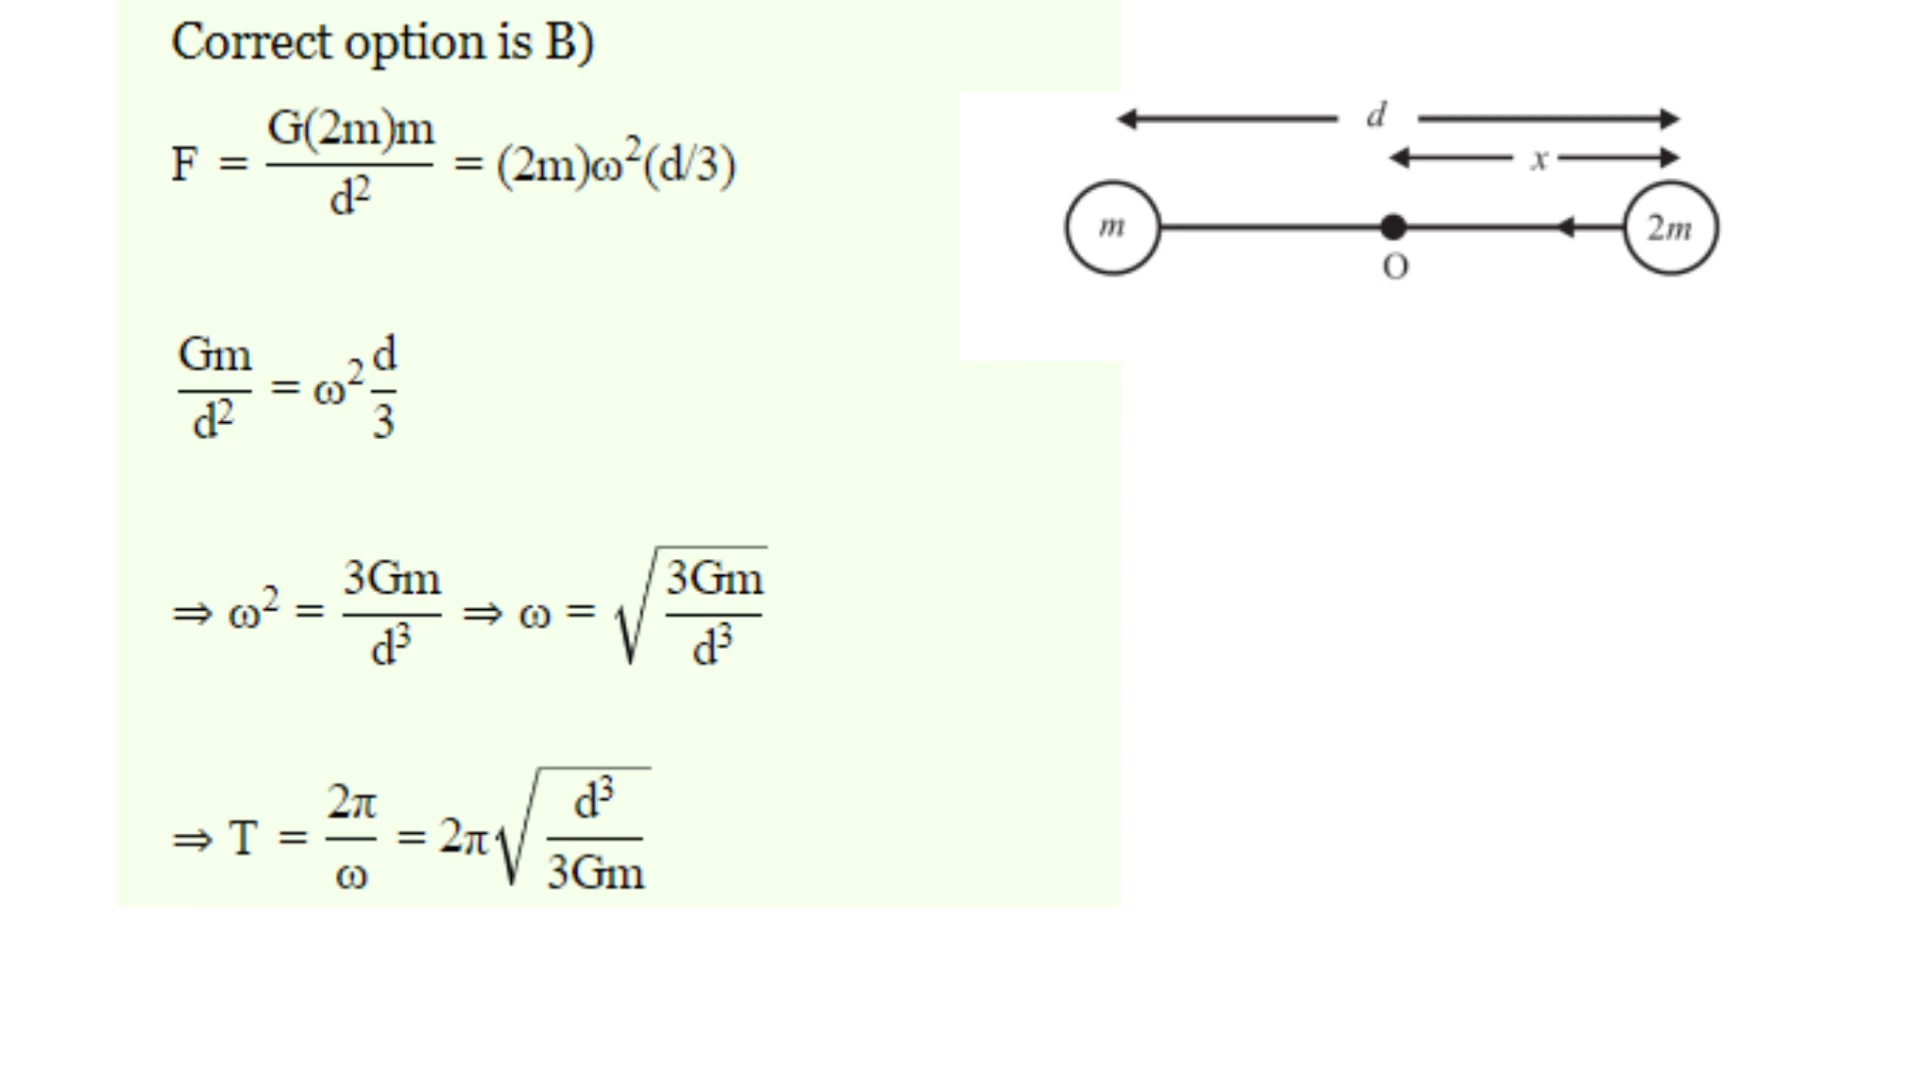 Correct option is B)
F = G(2m)m / d² = (2m)ω²(d/3)
d
x
m
2m
O
Gm / d² = ω² d / 3
⇒ ω² = 3Gm / d³ ⇒ ω = √(3Gm / d³)
⇒ T = 2π / ω = 2π√(d³ / 3Gm)